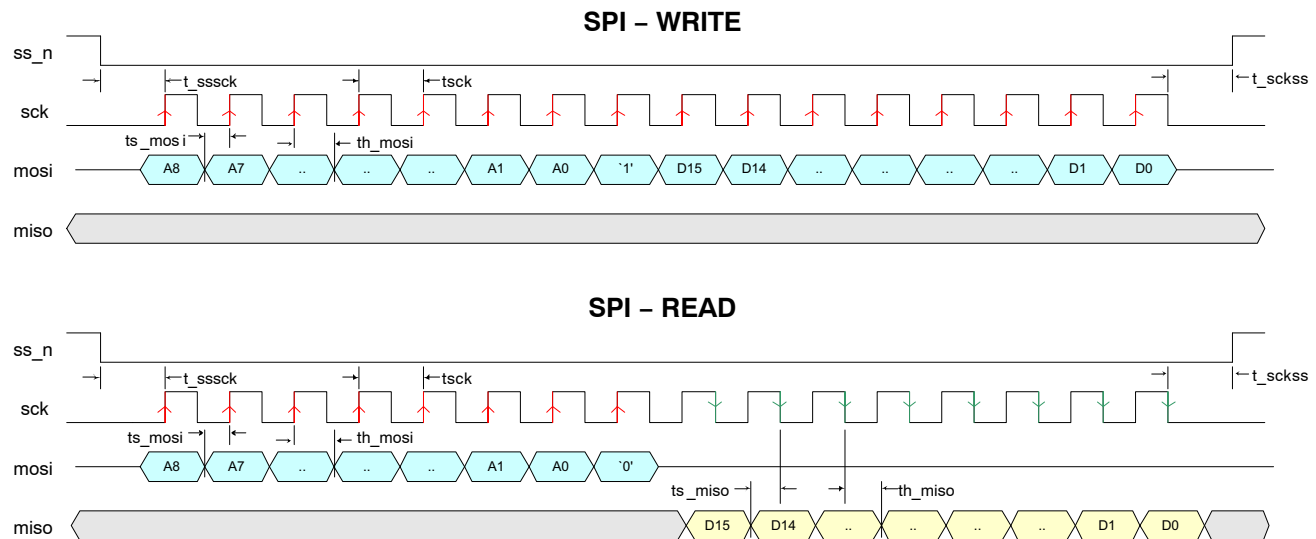 SPI – WRITE
ss_n
t_sssck tsck t_sckss
sck
ts_mosi th_mosi
mosi A8 A7 .. .. .. A1 A0 `1' D15 D14 .. .. .. .. D1 D0
miso
SPI – READ
ss_n
t_sssck tsck t_sckss
sck
ts_mosi th_mosi
mosi A8 A7 .. .. .. A1 A0 `0'
ts_miso th_miso
miso D15 D14 .. .. .. .. D1 D0